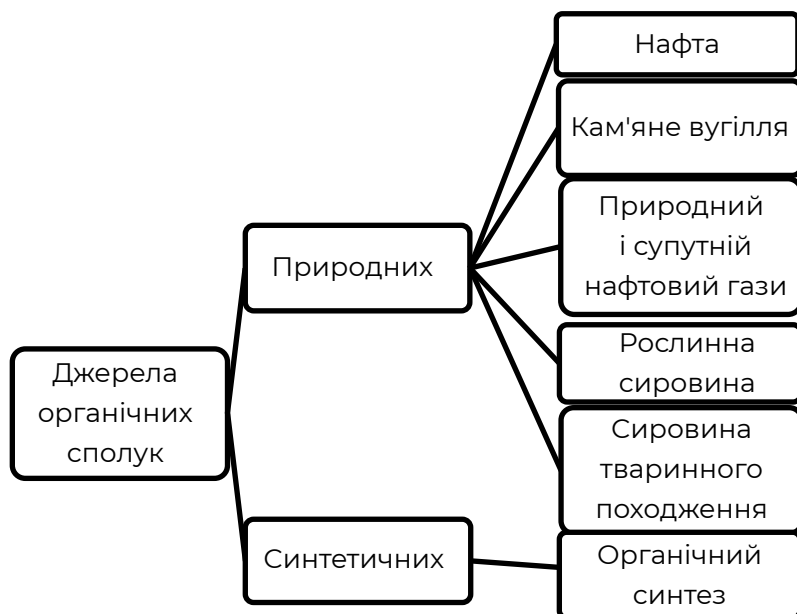 Джерела
органічних
сполук
Природних
Нафта
Кам'яне вугілля
Природний
і супутній
нафтовий гази
Рослинна
сировина
Сировина
тваринного
походження
Синтетичних
Органічний
синтез